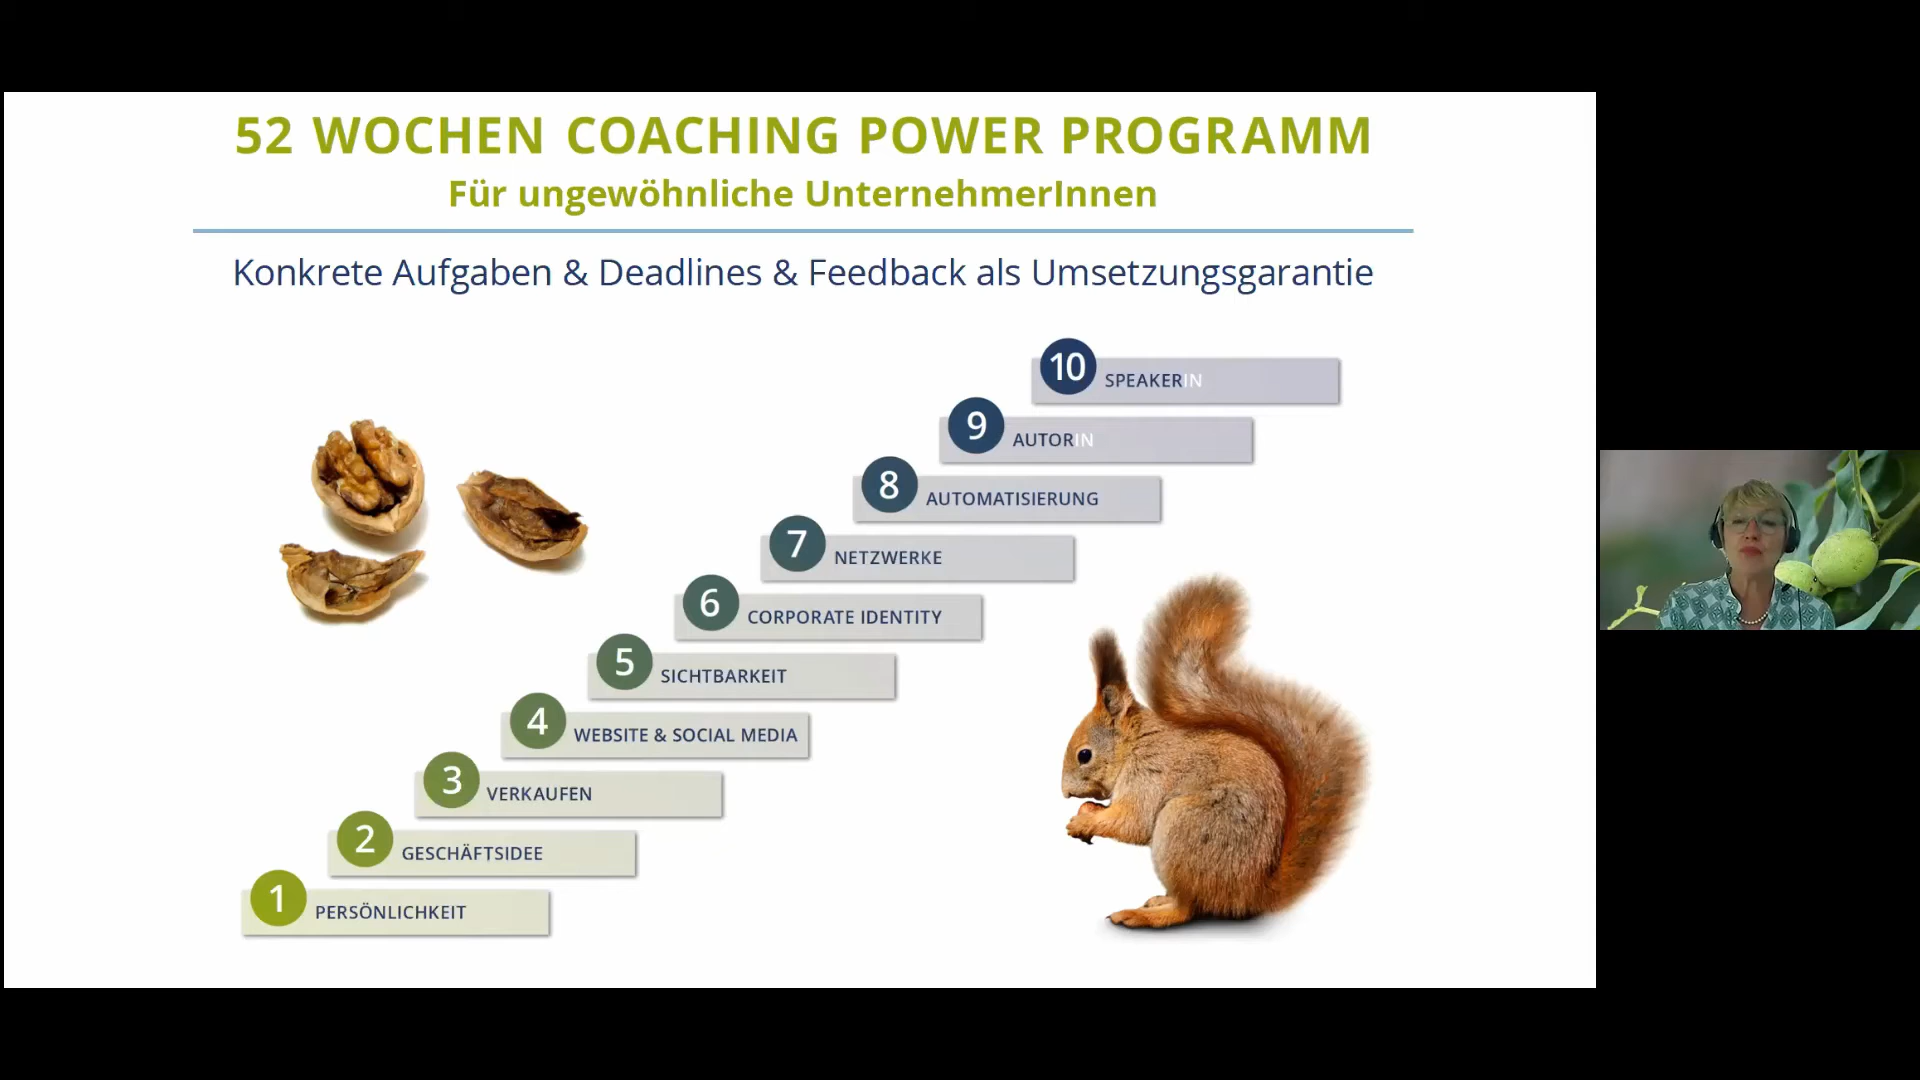 52 WOCHEN COACHING POWER PROGRAMM
Für ungewöhnliche UnternehmerInnen
Konkrete Aufgaben & Deadlines & Feedback als Umsetzungsgarantie
10 SPEAKERIN
9 AUTORIN
8 AUTOMATISIERUNG
7 NETZWERKE
6 CORPORATE IDENTITY
5 SICHTBARKEIT
4 WEBSITE & SOCIAL MEDIA
3 VERKAUFEN
2 GESCHÄFTSIDEE
1 PERSÖNLICHKEIT